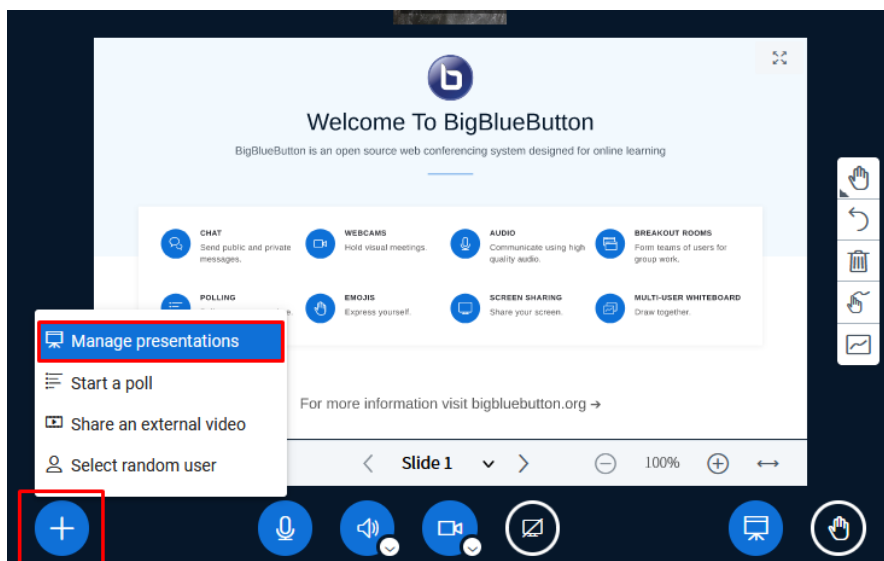 Welcome To BigBlueButton
BigBlueButton is an open source web conferencing system designed for online learning
CHAT
Send public and private
messages.
WEBCAMS
Hold visual meetings.
AUDIO
Communicate using high
quality audio.
BREAKOUT ROOMS
Form teams of users for
group work.
POLLING
EMOJIS
Express yourself.
SCREEN SHARING
Share your screen.
MULTI-USER WHITEBOARD
Draw together.
Manage presentations
Start a poll
Share an external video
Select random user
For more information visit bigbluebutton.org →
Slide 1
100%